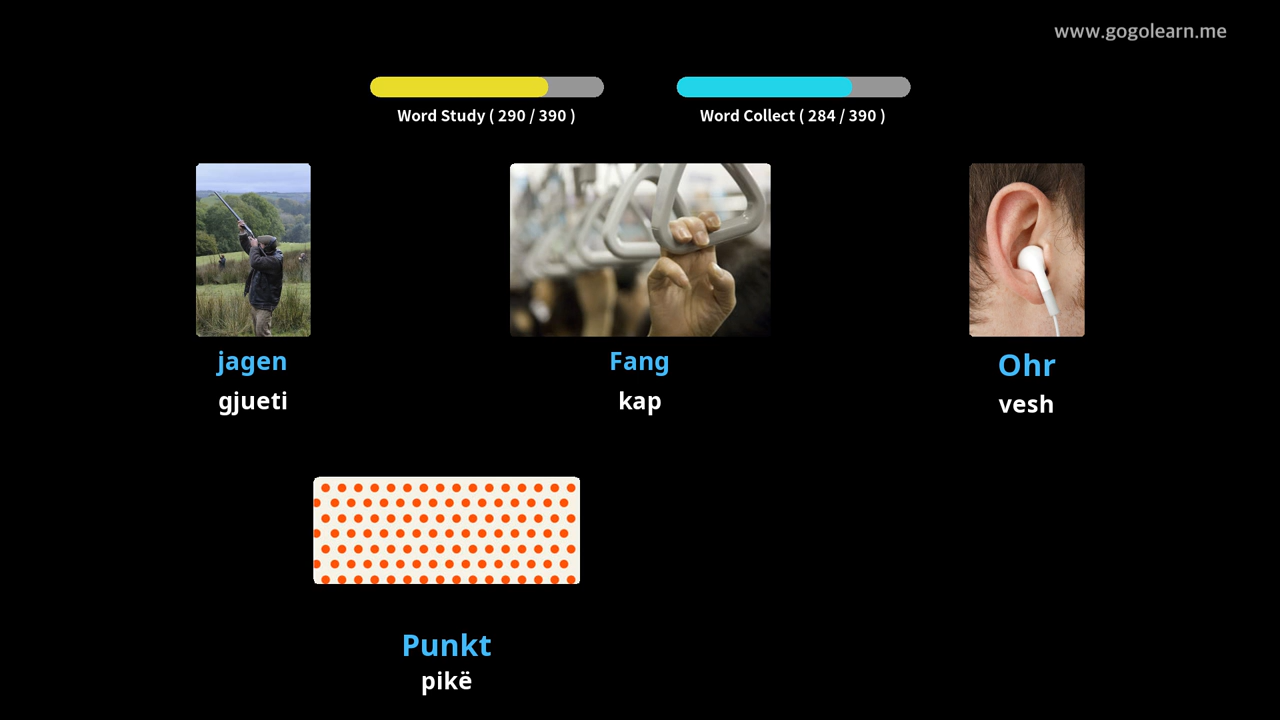 www.gogolearn.me
Word Study ( 290 / 390 )
Word Collect ( 284 / 390 )
jagen
gjueti
Fang
kap
Ohr
vesh
Punkt
pikë